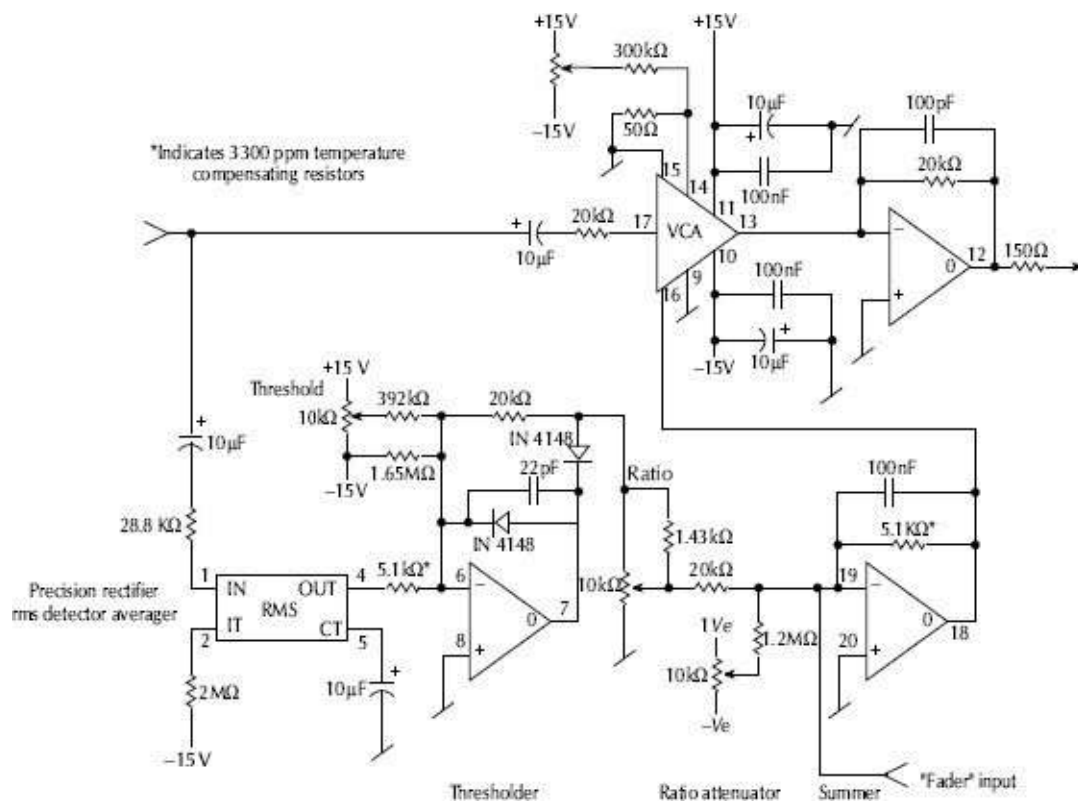 +15V
+15V
300kΩ
10µF
+
100pF
-15V
50Ω
20kΩ
*Indicates 3300 ppm temperature
compensating resistors
15
14
11
100nF
+
20kΩ
17
VCA
13
-
10µF
10
100nF
12
150Ω
0
16
9
+
+15 V
-15V
+
10µF
Threshold
392kΩ
20kΩ
10kΩ
+
IN 4148
10µF
1.65MΩ
22pF
Ratio
100nF
-15V
5.1KΩ*
28.8 KΩ
IN 4148
1.43kΩ
Precision rectifier
rms detector averager
1
IN
OUT
4
5.1kΩ*
6
-
10kΩ
20kΩ
19
-
RMS
7
0
0
2
IT
CT
5
8
+
1Ve
1.2MΩ
20
+
18
+
2MΩ
10µF
10kΩ
-Ve
-15V
Thresholder
Ratio attenuator
Summer
"Fader" input